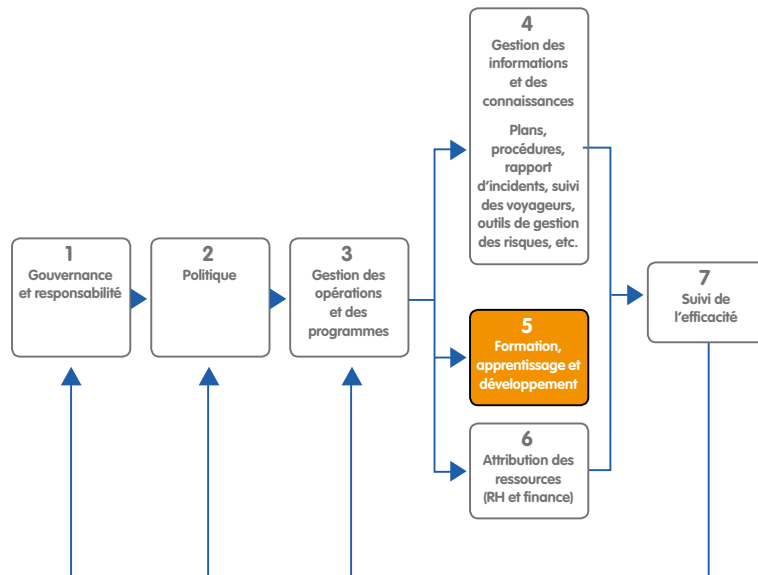 1
Gouvernance
et responsabilité
2
Politique
3
Gestion des
opérations
et des
programmes
4
Gestion des
informations
et des
connaissances
Plans,
procédures,
rapport
d'incidents, suivi
des voyageurs,
outils de gestion
des risques, etc.
5
Formation,
apprentissage et
développement
6
Attribution des
ressources
(RH et finance)
7
Suivi de
l'efficacité